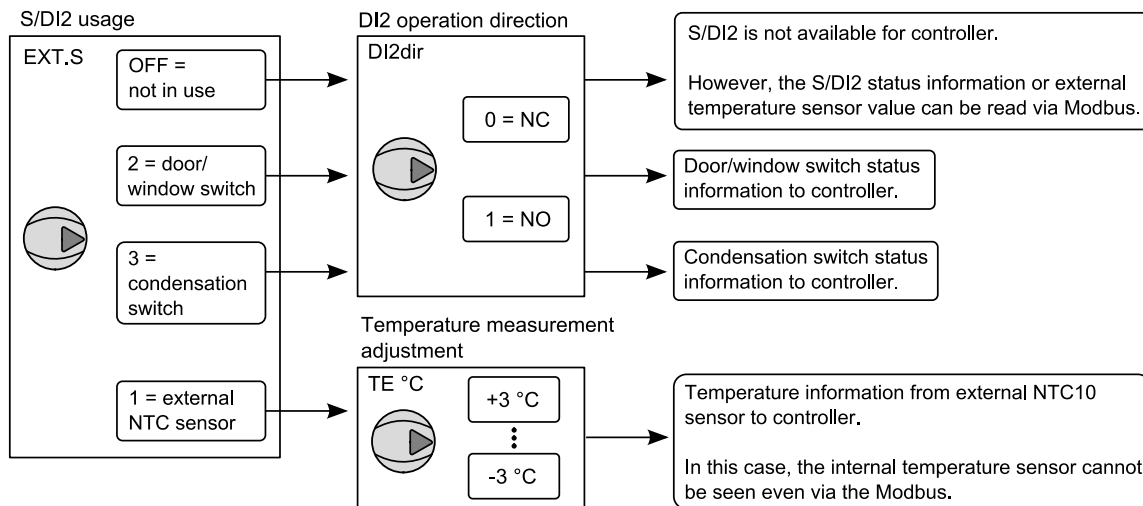 S/DI2 usage
EXT.S
OFF =
not in use
2 = door/
window switch
3 =
condensation
switch
1 = external
NTC sensor
DI2 operation direction
DI2dir
0 = NC
1 = NO
Temperature measurement
adjustment
TE °C
+3 °C
-3 °C
S/DI2 is not available for controller.
However, the S/DI2 status information or external
temperature sensor value can be read via Modbus.
Door/window switch status
information to controller.
Condensation switch status
information to controller.
Temperature information from external NTC10
sensor to controller.
In this case, the internal temperature sensor cannot
be seen even via the Modbus.